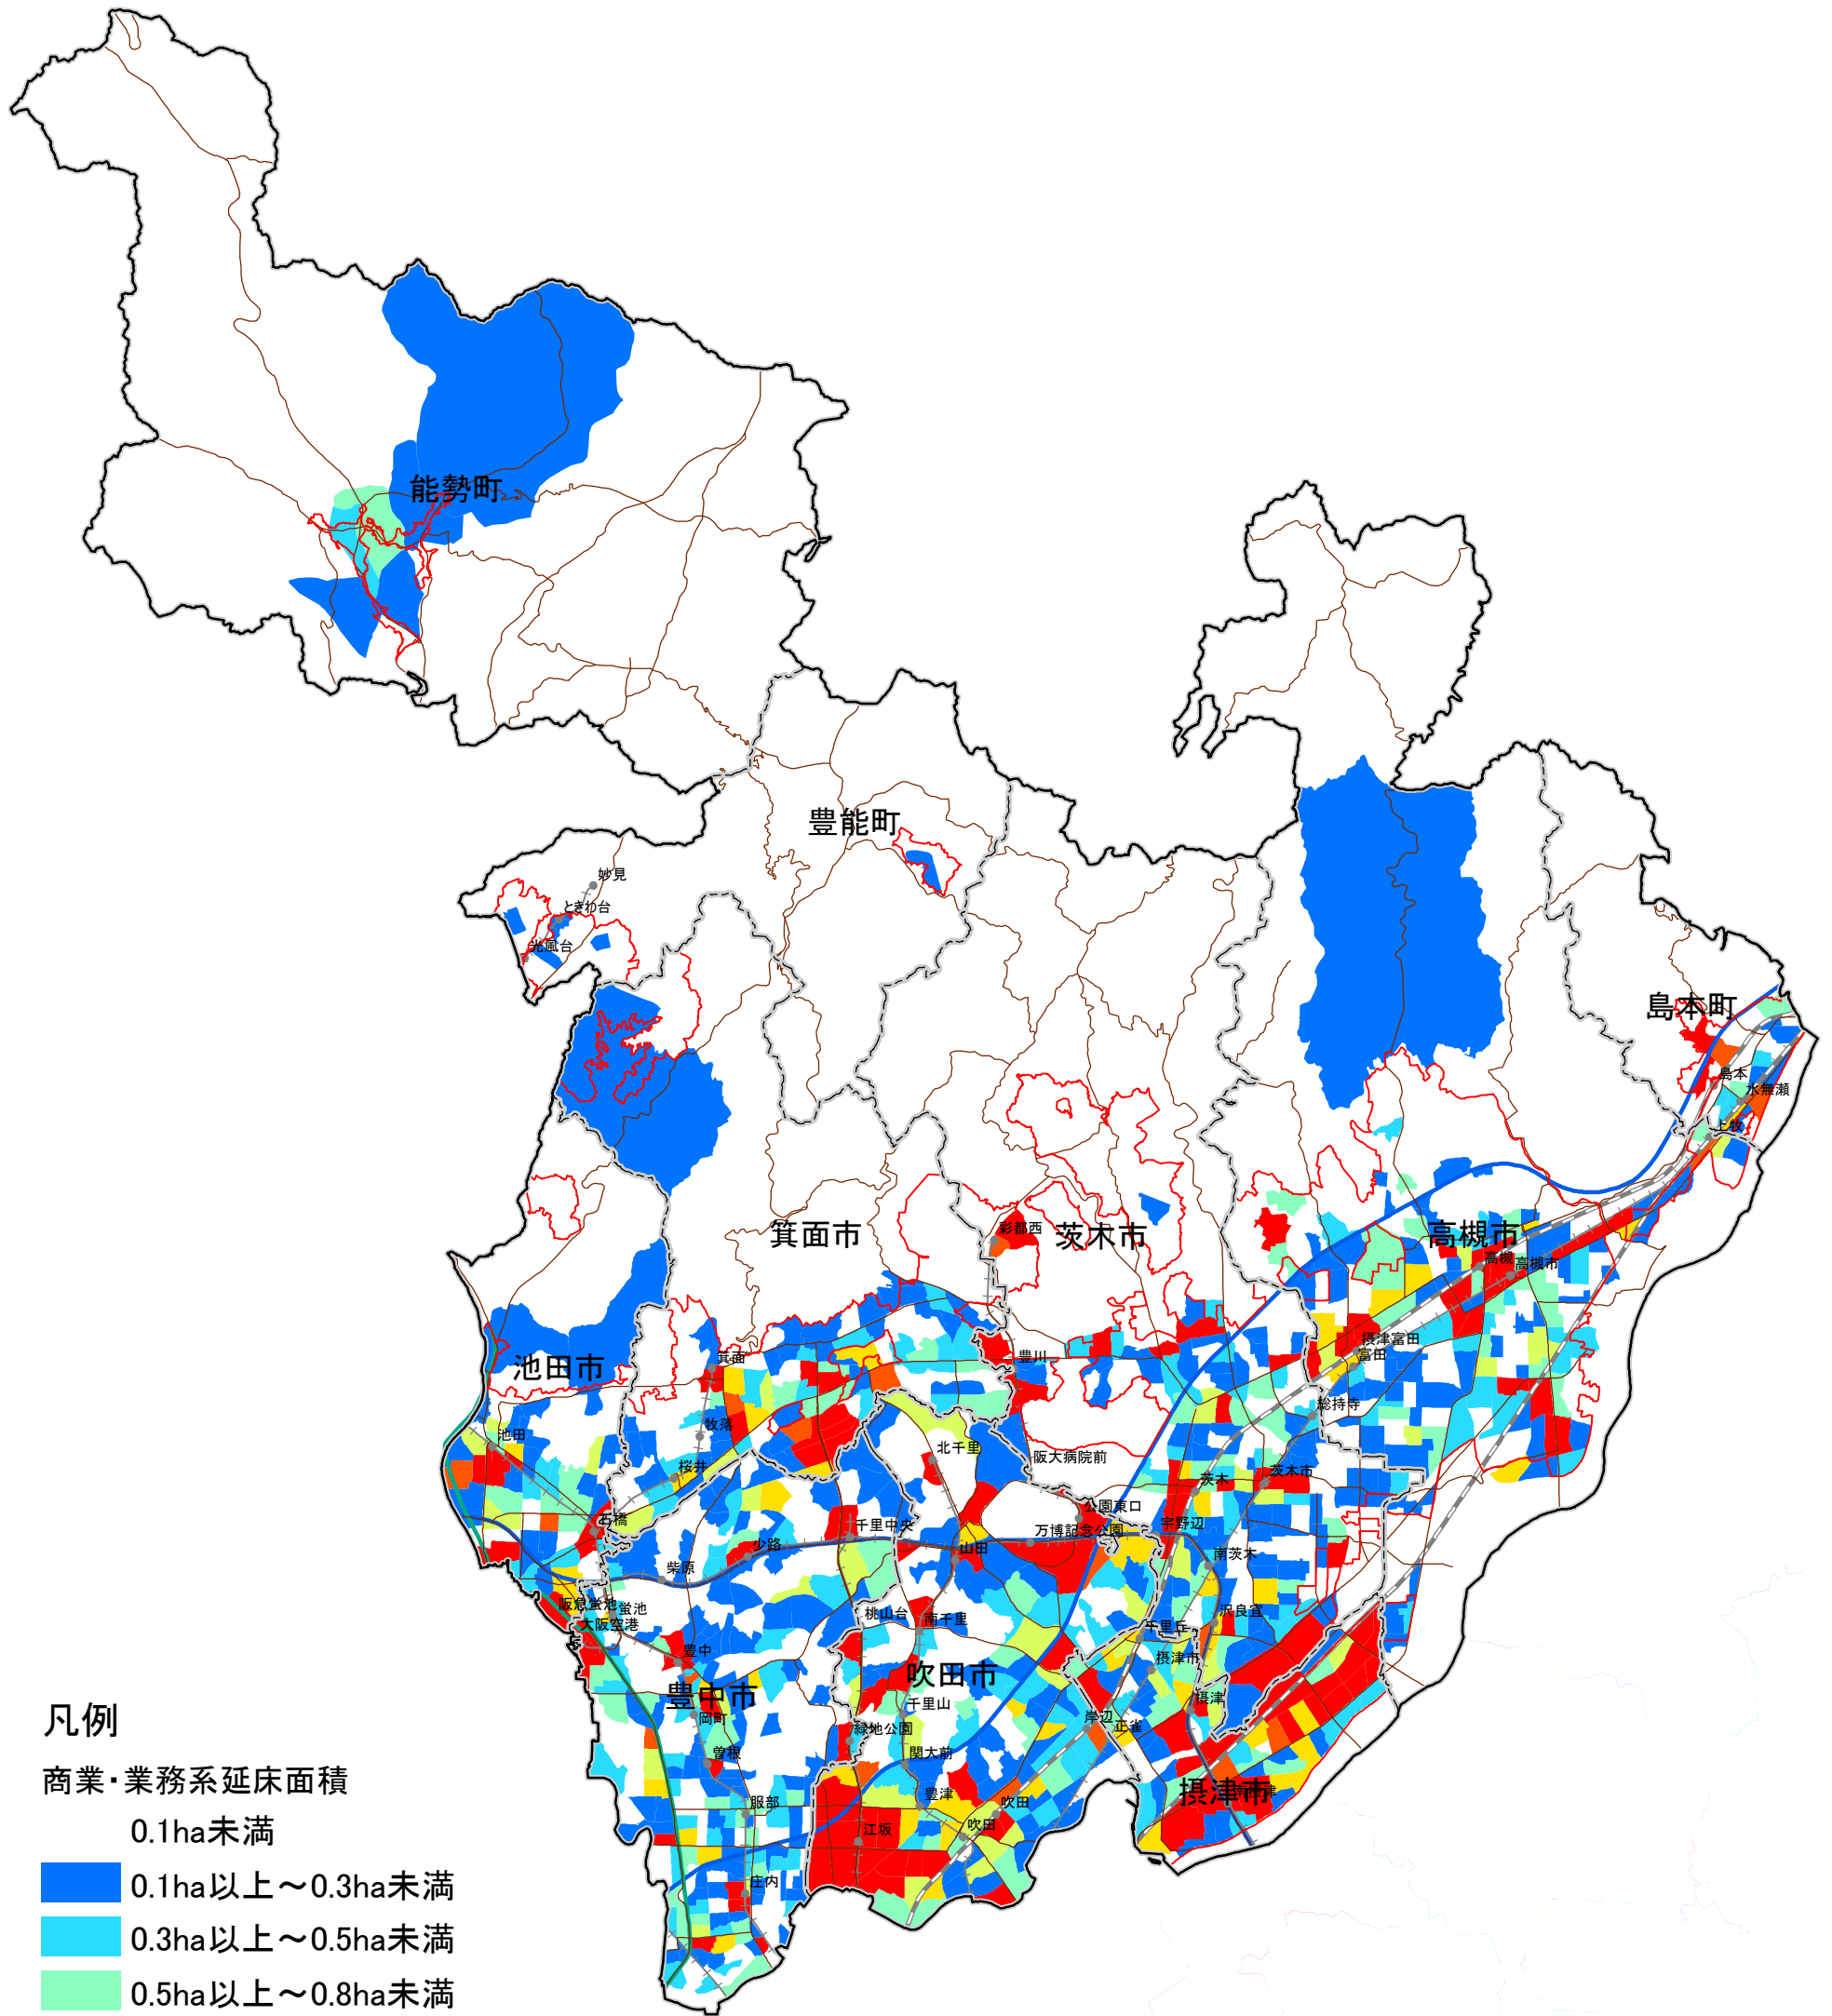 能勢町
豊能町
妙見
ときわ台
光風台
島本町
島本
水無瀬
上牧
箕面市
彩都西
茨木市
高槻市
高槻
高槻市
池田市
箕面
豊川
摂津富田
富田
総持寺
池田
牧落
北千里
桜井
阪大病院前
茨木
茨木市
石橋
千里中央
公園東口
宇野辺
万博記念公園
少路
山田
南茨木
柴原
阪急蛍池
蛍池
大阪空港
桃山台
南千里
沢良宜
千里丘
豊中
吹田市
摂津市
豊中市
岡町
千里山
摂津
緑地公園
岸辺
正雀
曽根
関大前
豊津
摂津市
南摂津
服部
吹田
江坂
吹田
庄内
凡例
商業・業務系延床面積
0.1ha未満
0.1ha以上～0.3ha未満
0.3ha以上～0.5ha未満
0.5ha以上～0.8ha未満